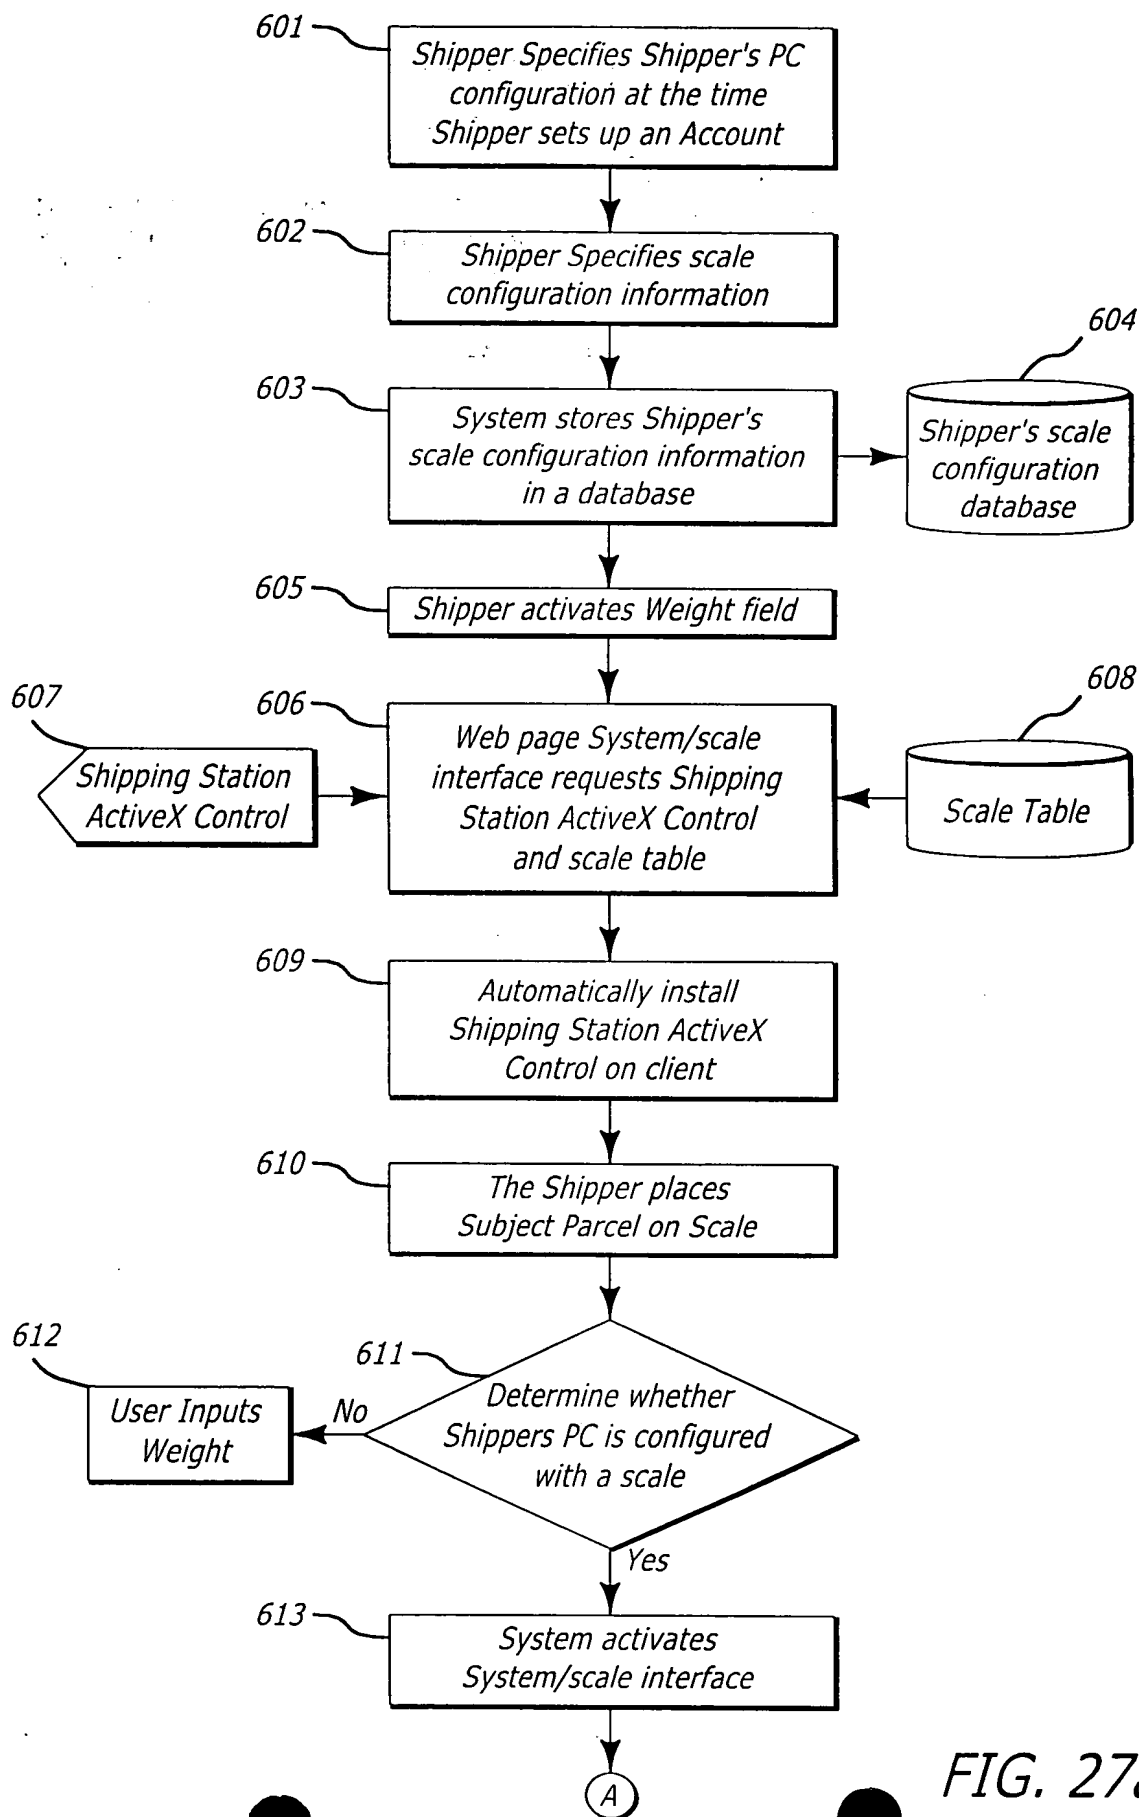 601
Shipper Specifies Shipper's PC
configuration at the time
Shipper sets up an Account
602
Shipper Specifies scale
configuration information
603
System stores Shipper's
scale configuration information
in a database
604
Shipper's scale
configuration
database
605
Shipper activates Weight field
606
Web page System/scale
interface requests Shipping
Station ActiveX Control
and scale table
607
Shipping Station
ActiveX Control
608
Scale Table
609
Automatically install
Shipping Station ActiveX
Control on client
610
The Shipper places
Subject Parcel on Scale
611
Determine whether
Shippers PC is configured
with a scale
No
612
User Inputs
Weight
Yes
613
System activates
System/scale interface
A
FIG. 27a